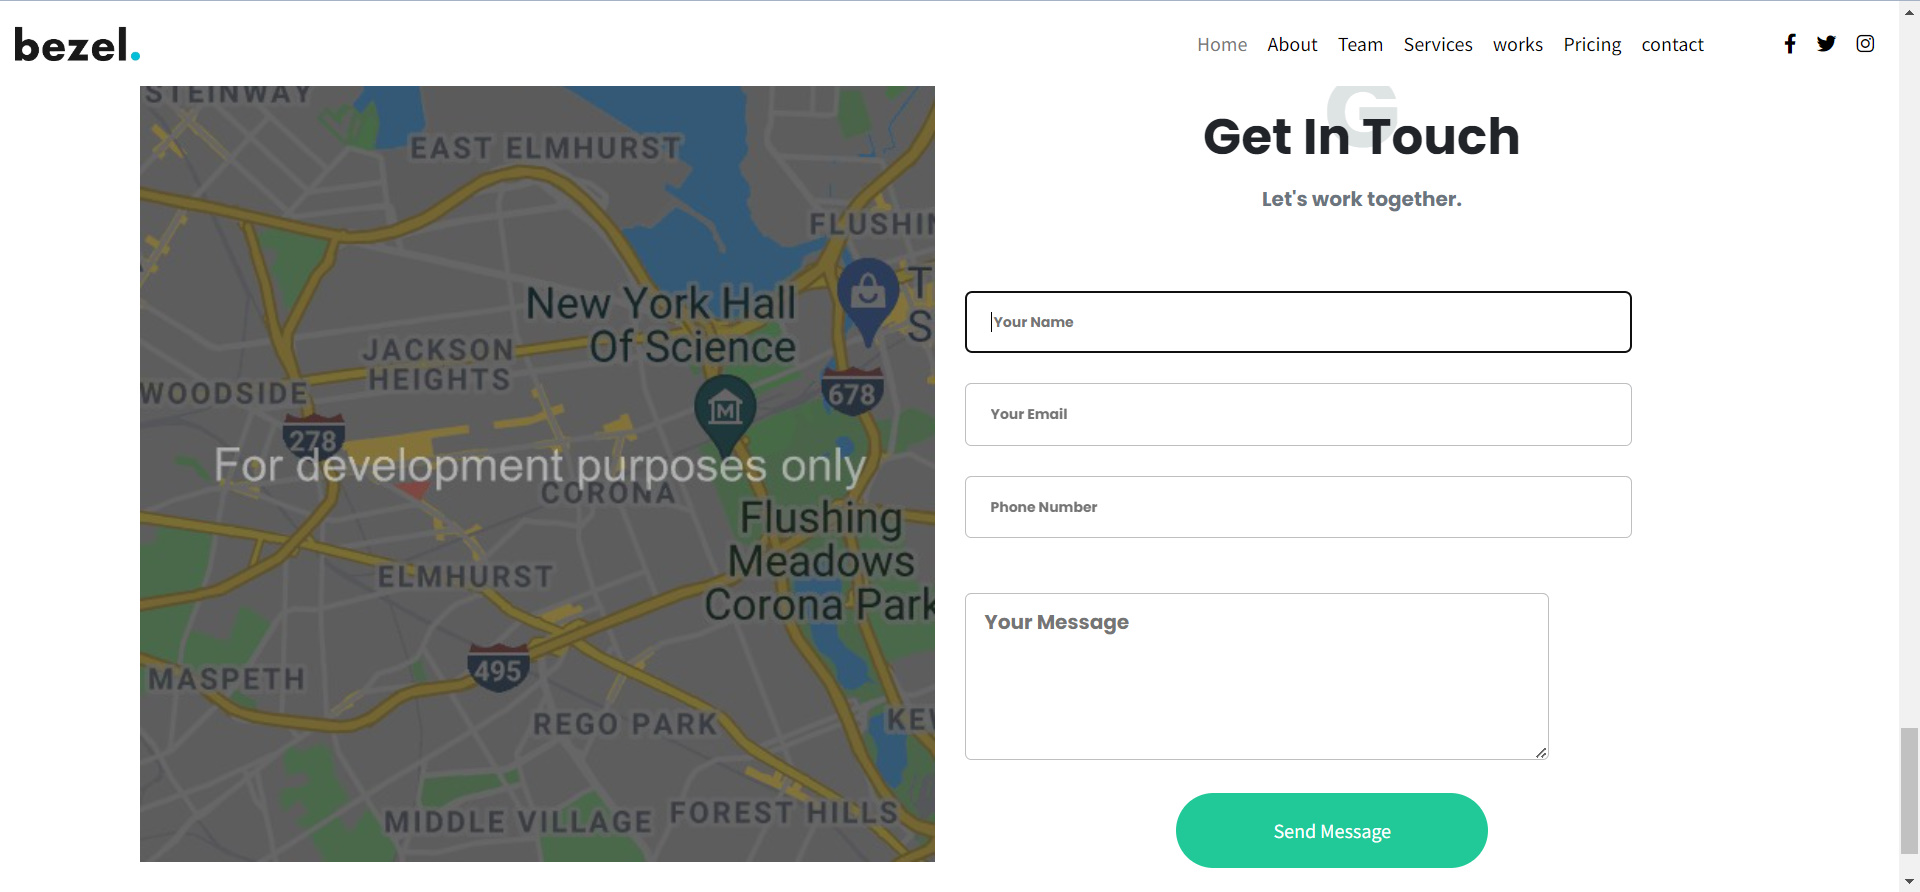 bezel.
Home About Team Services works Pricing contact
STEINWAY
EAST ELMHURST
New York Hall
Of Science
JACKSON
HEIGHTS
WOODSIDE
678
278
For development purposes only
CORONA
Flushing
Meadows
Corona Park
ELMHURST
495
MASPETH
REGO PARK
MIDDLE VILLAGE
FOREST HILLS
G
Get In Touch
Let's work together.
Your Name
Your Email
Phone Number
Your Message
Send Message